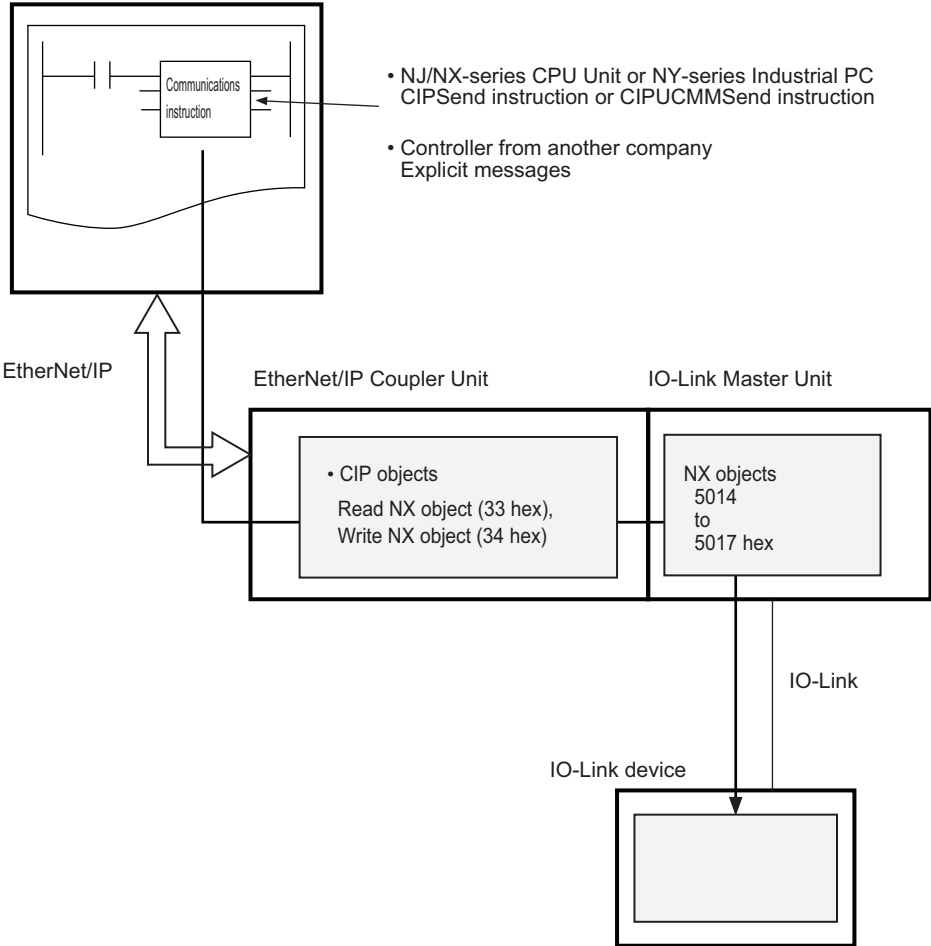 Communications
instruction
• NJ/NX-series CPU Unit or NY-series Industrial PC
CIPSend instruction or CIPUCMMSend instruction
• Controller from another company
Explicit messages
EtherNet/IP
EtherNet/IP Coupler Unit
IO-Link Master Unit
• CIP objects
Read NX object (33 hex),
Write NX object (34 hex)
NX objects
5014
to
5017 hex
IO-Link
IO-Link device